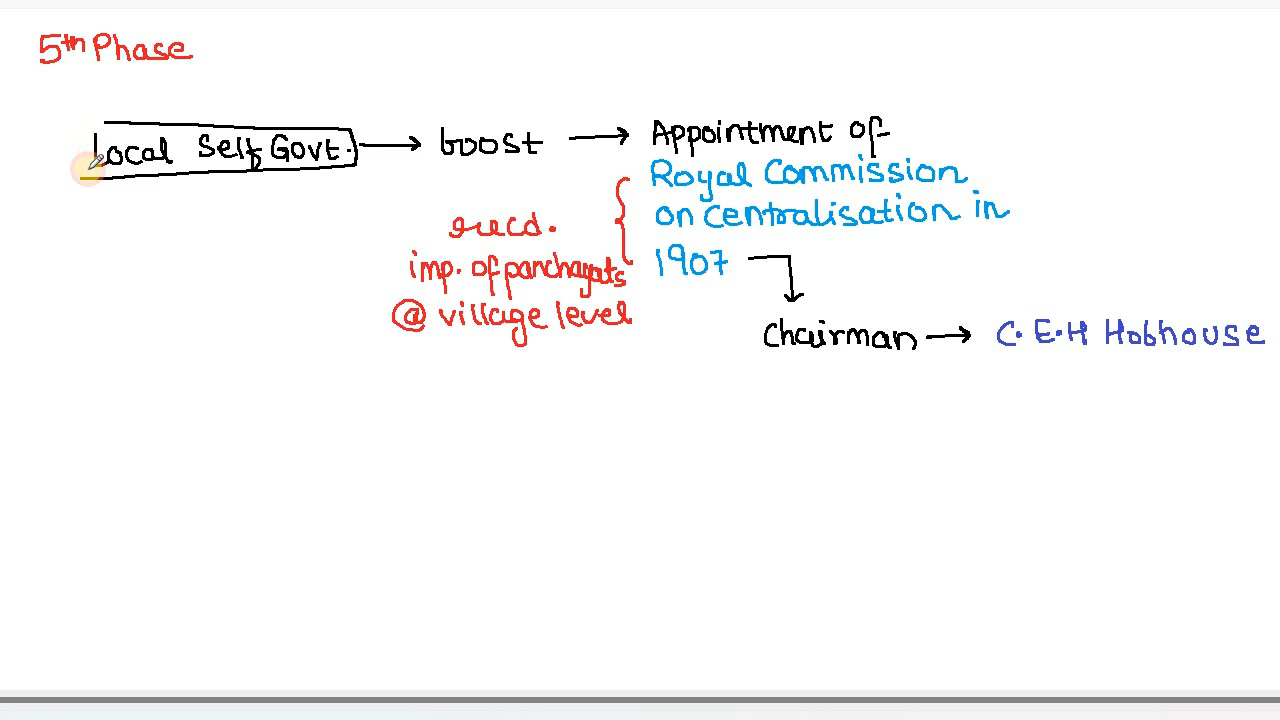 5th Phase
Local Self Govt. → boost → Appointment of
Royal Commission
on Centralisation in
1907
recd.
imp. of panchayats
@ village level
Chairman → C.E.H Hobhouse